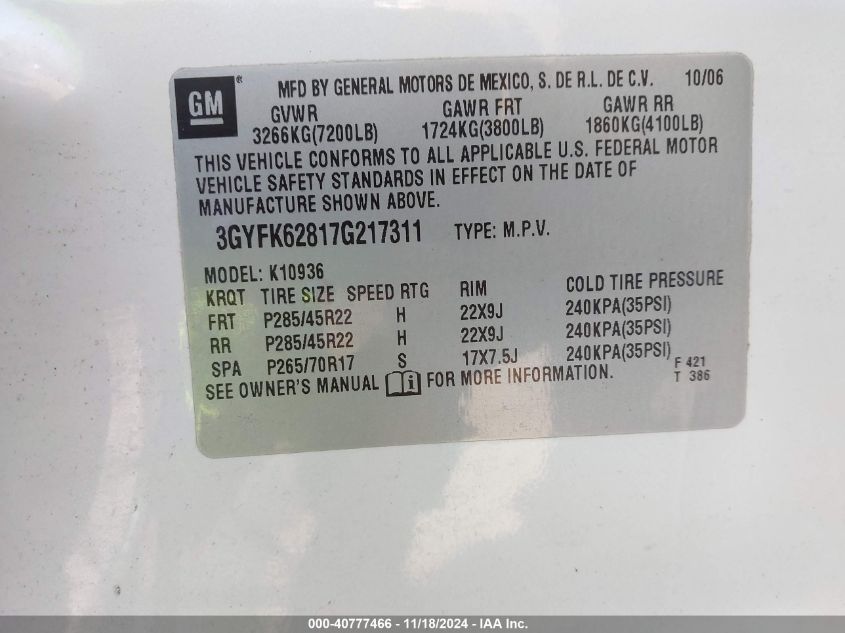 GM ® MFD BY GENERAL MOTORS DE MEXICO, S. DE R.L. DE C.V. 10/06
GVWR GAWR FRT GAWR RR
3266KG(7200LB) 1724KG(3800LB) 1860KG(4100LB)
THIS VEHICLE CONFORMS TO ALL APPLICABLE U.S. FEDERAL MOTOR
VEHICLE SAFETY STANDARDS IN EFFECT ON THE DATE OF
MANUFACTURE SHOWN ABOVE.
3GYFK62817G217311 TYPE: M.P.V.
MODEL: K10936
KRQT TIRE SIZE SPEED RTG RIM COLD TIRE PRESSURE
FRT P285/45R22 H 22X9J 240KPA(35PSI)
RR P285/45R22 H 22X9J 240KPA(35PSI)
SPA P265/70R17 S 17X7.5J 240KPA(35PSI)
SEE OWNER'S MANUAL i FOR MORE INFORMATION.
F 421
T 386
000-40777466 - 11/18/2024 - IAA Inc.